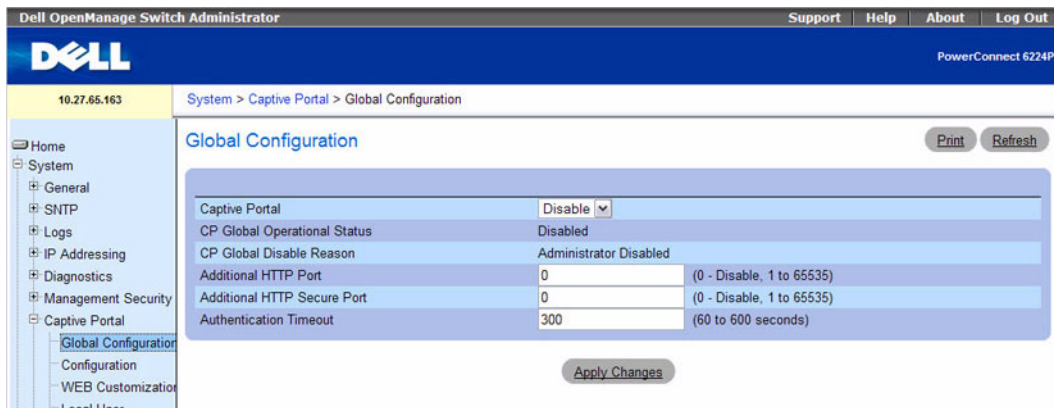 Dell OpenManage Switch Administrator
Support Help About Log Out
DELL
PowerConnect 6224P
10.27.65.163
System > Captive Portal > Global Configuration
Home
System
General
SNTP
Logs
IP Addressing
Diagnostics
Management Security
Captive Portal
Global Configuration
Configuration
WEB Customization
Global Configuration
Print
Refresh
Captive Portal Disable
CP Global Operational Status Disabled
CP Global Disable Reason Administrator Disabled
Additional HTTP Port 0 (0 - Disable, 1 to 65535)
Additional HTTP Secure Port 0 (0 - Disable, 1 to 65535)
Authentication Timeout 300 (60 to 600 seconds)
Apply Changes